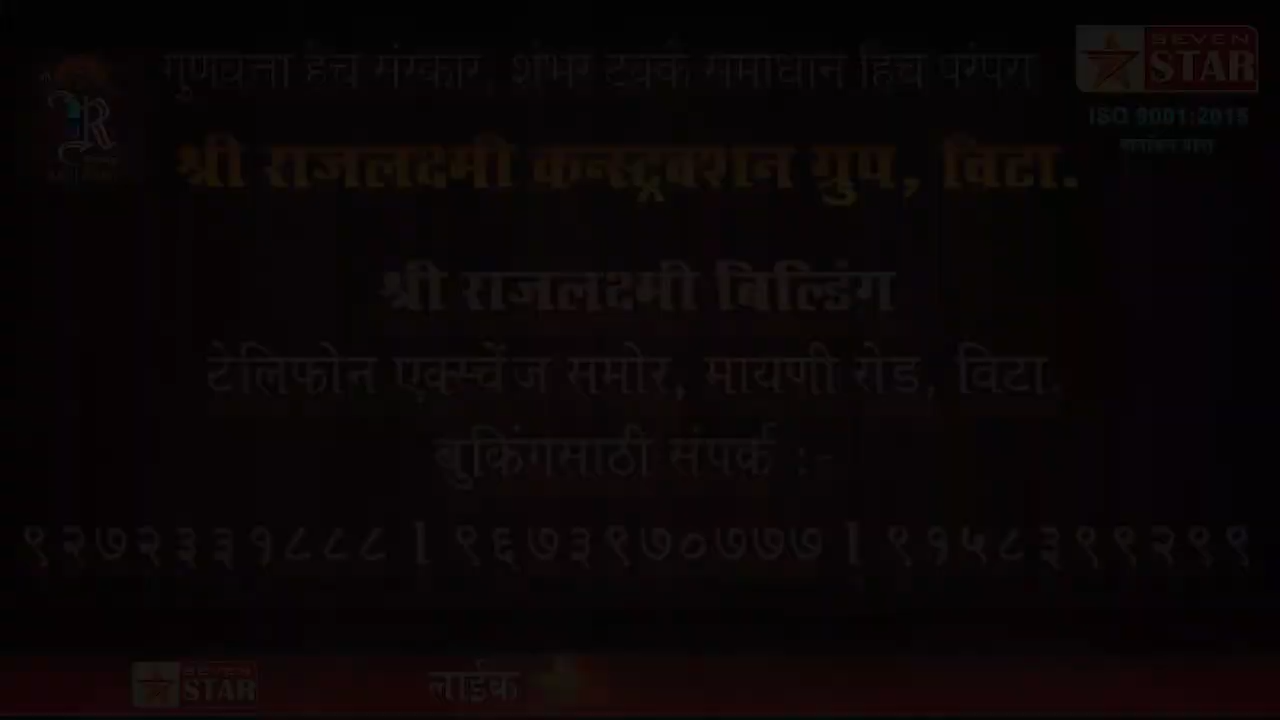 गुणवत्ता हेच संस्कार, शंभर टक्के समाधान हिच परंपरा
SEVEN
STAR
ISO 9001:2015
श्री राजलक्ष्मी कन्स्ट्रक्शन ग्रुप, विटा.
श्री राजलक्ष्मी बिल्डिंग
टेलिफोन एक्स्चेंज समोर, मायणी रोड, विटा.
बुकिंगसाठी संपर्क :-
९२७२३३१८८८ | ९६७३९७०७७७ | ९१५८३९९२९९
SEVEN
STAR
लाईक